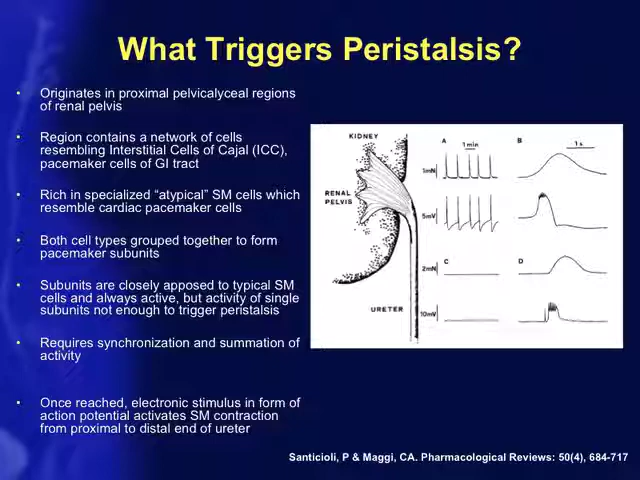 What Triggers Peristalsis?
• Originates in proximal pelvicalyceal regions
of renal pelvis
• Region contains a network of cells
resembling Interstitial Cells of Cajal (ICC),
pacemaker cells of GI tract
• Rich in specialized “atypical” SM cells which
resemble cardiac pacemaker cells
• Both cell types grouped together to form
pacemaker subunits
• Subunits are closely apposed to typical SM
cells and always active, but activity of single
subunits not enough to trigger peristalsis
• Requires synchronization and summation of
activity
• Once reached, electronic stimulus in form of
action potential activates SM contraction
from proximal to distal end of ureter
KIDNEY
RENAL
PELVIS
URETER
A
1 min
B
1 s
5mV
C
D
2mN
10mV
Santicioli, P & Maggi, CA. Pharmacological Reviews: 50(4), 684-717